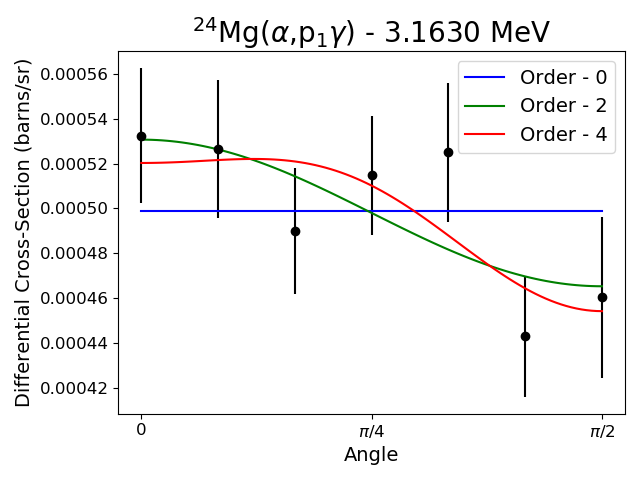 ²⁴Mg(α,p₁γ) - 3.1630 MeV
Differential Cross-Section (barns/sr)
0.00056
0.00054
0.00052
0.00050
0.00048
0.00046
0.00044
0.00042
Order - 0
Order - 2
Order - 4
0
π/4
π/2
Angle